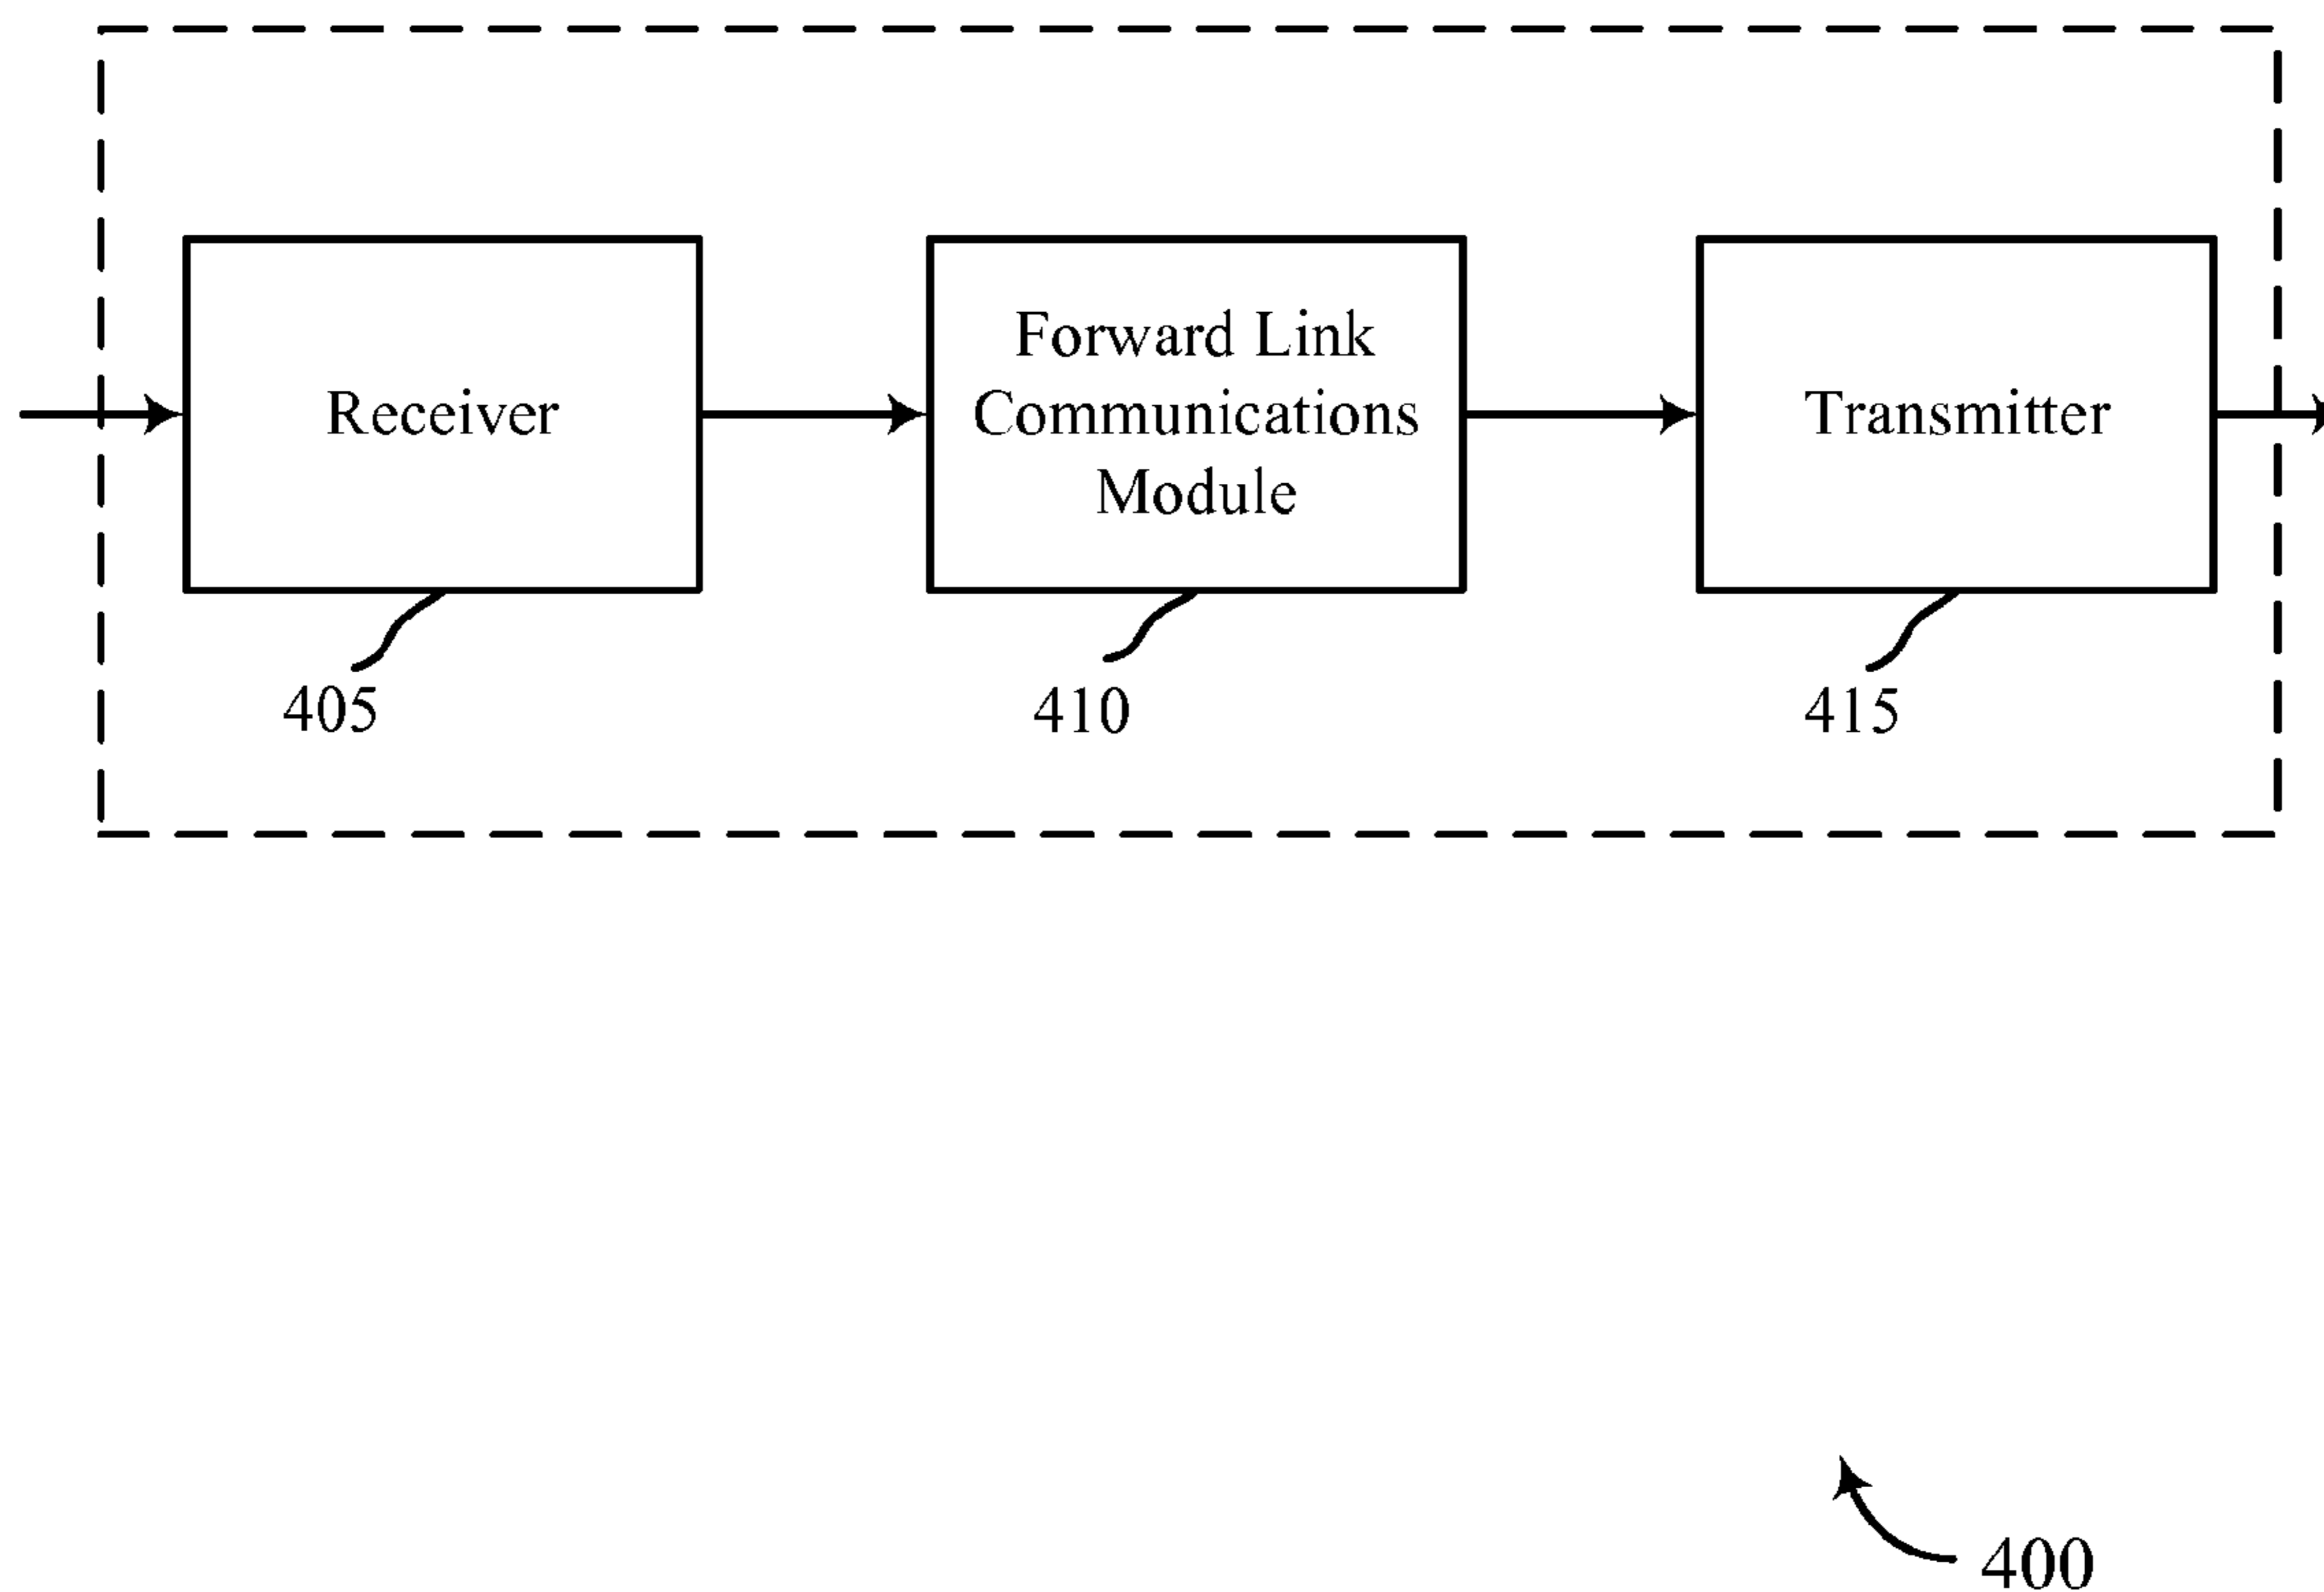 Receiver
Forward Link
Communications
Module
Transmitter
405
410
415
400